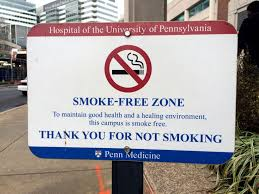 Hospital of the University of Pennsylvania
SMOKE-FREE ZONE
To maintain good health and a healing environment,
this campus is smoke free.
THANK YOU FOR NOT SMOKING
Penn Medicine